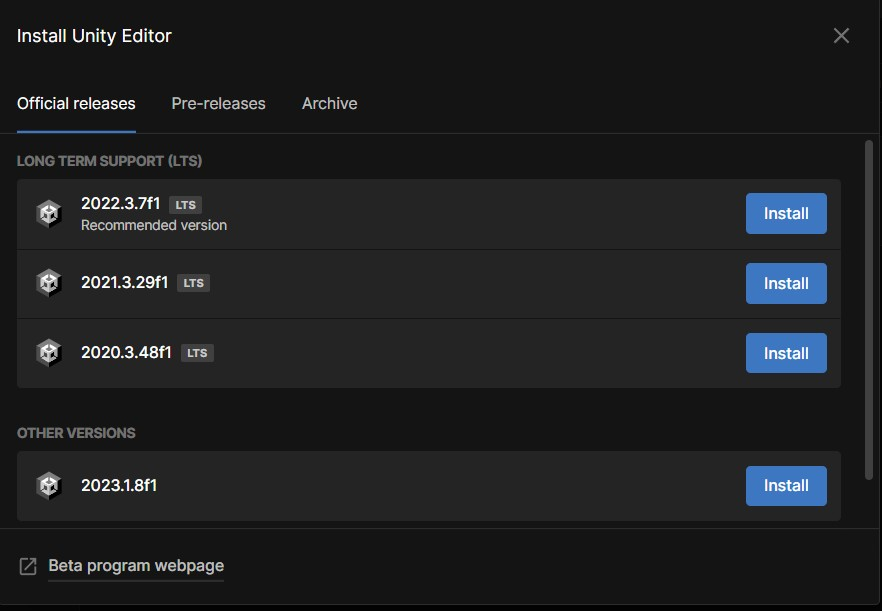 Install Unity Editor
Official releases Pre-releases Archive
LONG TERM SUPPORT (LTS)
2022.3.7f1 LTS
Recommended version
Install
2021.3.29f1 LTS
Install
2020.3.48f1 LTS
Install
OTHER VERSIONS
2023.1.8f1
Install
Beta program webpage